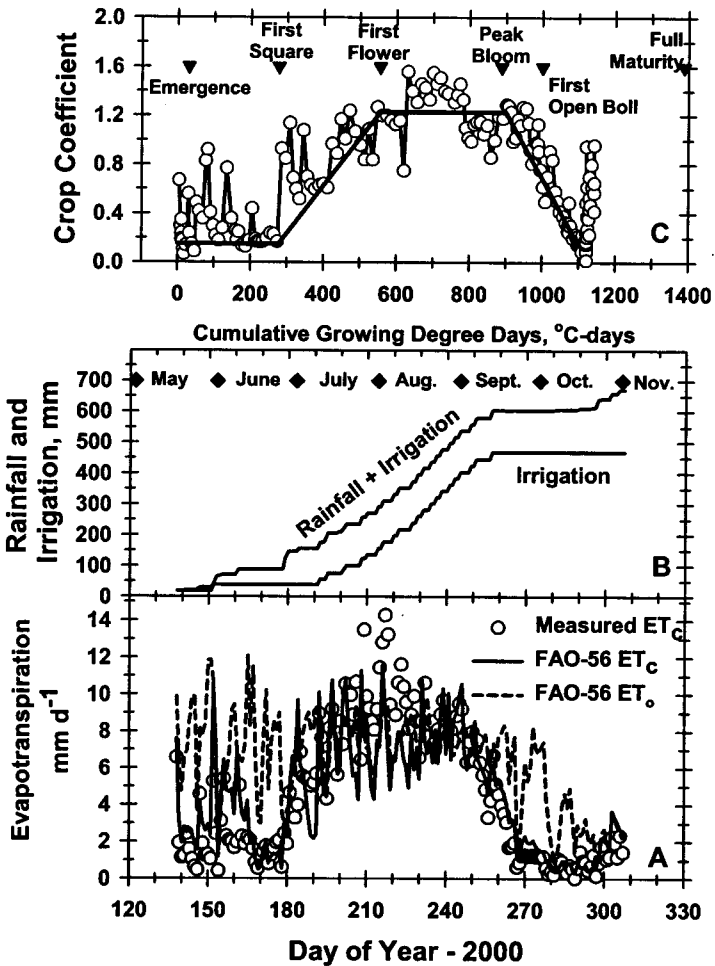 2.0
1.6
1.2
0.8
0.4
0.0
Crop Coefficient
Emergence
First
Square
First
Flower
Peak
Bloom
First
Open Boll
Full
Maturity
C
0 200 400 600 800 1000 1200 1400
Cumulative Growing Degree Days, °C-days
700
600
500
400
300
200
100
0
Rainfall and
Irrigation, mm
May June July Aug. Sept. Oct. Nov.
Rainfall + Irrigation
Irrigation
B
14
12
10
8
6
4
2
0
Evapotranspiration
mm d⁻¹
Measured ETC
FAO-56 ETC
FAO-56 ETo
A
120 150 180 210 240 270 300 330
Day of Year - 2000